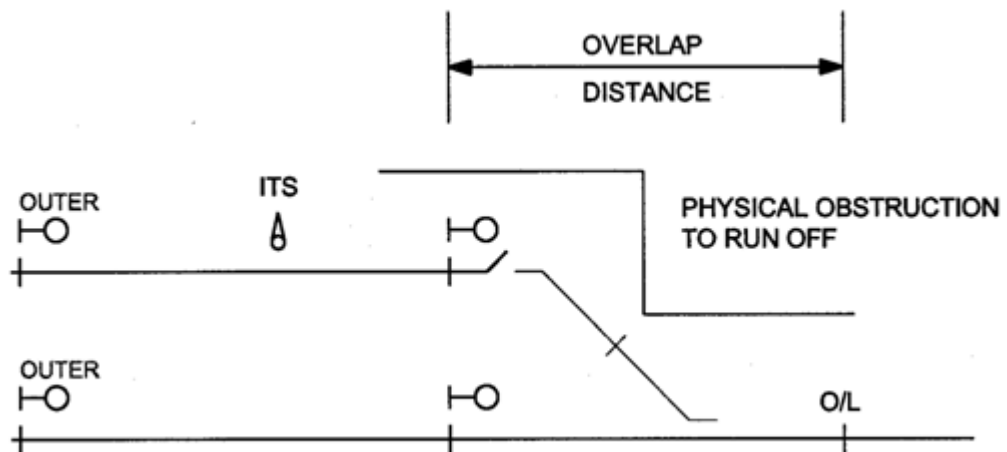 OVERLAP
DISTANCE
OUTER
ITS
PHYSICAL OBSTRUCTION
TO RUN OFF
OUTER
O/L